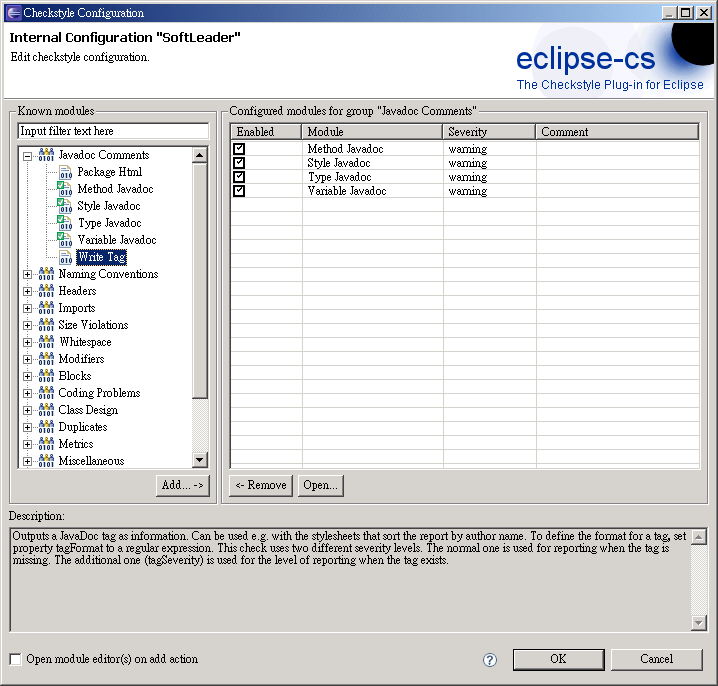 Checkstyle Configuration
Internal Configuration "SoftLeader"
Edit checkstyle configuration.
eclipse-cs
The Checkstyle Plug-in for Eclipse
Known modules
Input filter text here
Javadoc Comments
Package Html
Method Javadoc
Style Javadoc
Type Javadoc
Variable Javadoc
Write Tag
Naming Conventions
Headers
Imports
Size Violations
Whitespace
Modifiers
Blocks
Coding Problems
Class Design
Duplicates
Metrics
Miscellaneous
Add... ->
Configured modules for group "Javadoc Comments"
Enabled Module Severity Comment
Method Javadoc warning
Style Javadoc warning
Type Javadoc warning
Variable Javadoc warning
<- Remove Open...
Description:
Outputs a JavaDoc tag as information. Can be used e.g. with the stylesheets that sort the report by author name. To define the format for a tag, set
property tagFormat to a regular expression. This check uses two different severity levels. The normal one is used for reporting when the tag is
missing. The additional one (tagSeverity) is used for the level of reporting when the tag exists.
Open module editor(s) on add action
? OK Cancel